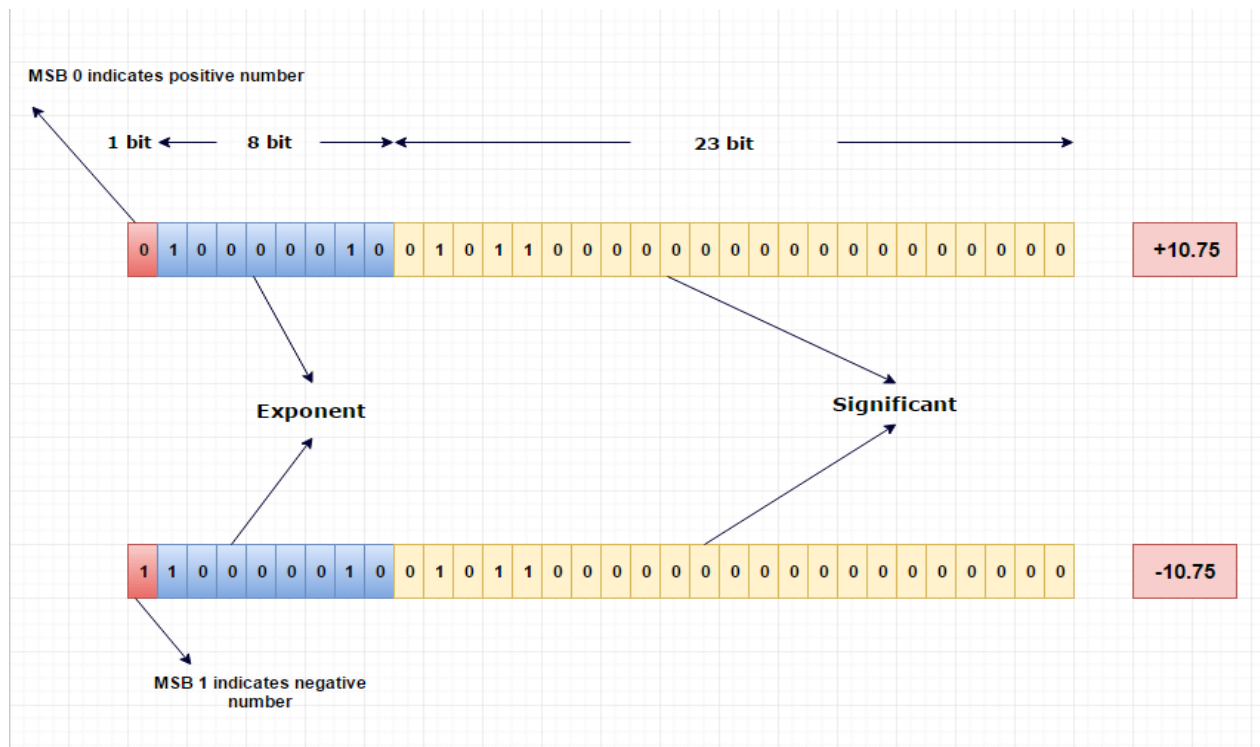 MSB 0 indicates positive number
1 bit 8 bit 23 bit
0 1 0 0 0 0 0 1 0 0 1 0 1 1 0 0 0 0 0 0 0 0 0 0 0 0 0 0 0 0 0 0 +10.75
Exponent Significant
1 1 0 0 0 0 0 1 0 0 1 0 1 1 0 0 0 0 0 0 0 0 0 0 0 0 0 0 0 0 0 0 -10.75
MSB 1 indicates negative
number